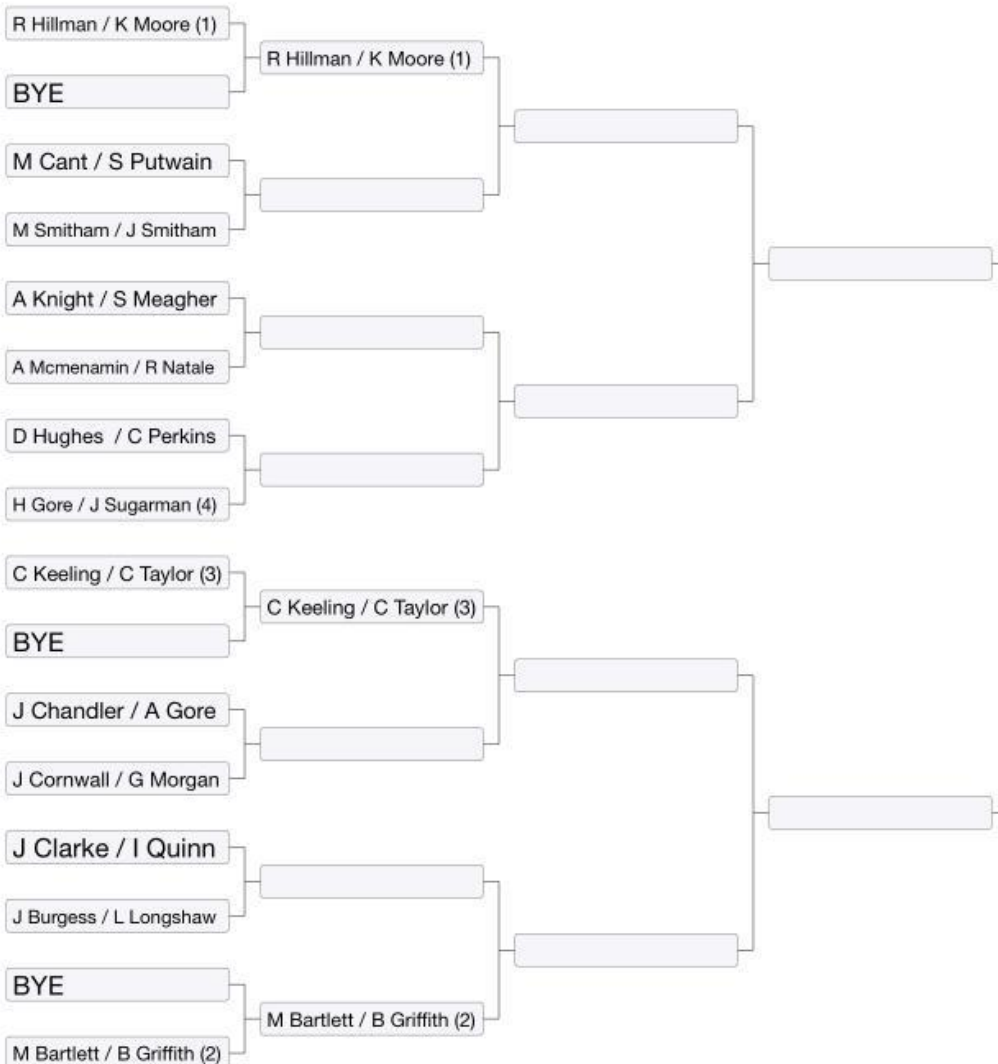 R Hillman / K Moore (1)
BYE
M Cant / S Putwain
M Smitham / J Smitham
A Knight / S Meagher
A Mcmenamin / R Natale
D Hughes / C Perkins
H Gore / J Sugarman (4)
C Keeling / C Taylor (3)
BYE
J Chandler / A Gore
J Cornwall / G Morgan
J Clarke / I Quinn
J Burgess / L Longshaw
BYE
M Bartlett / B Griffith (2)
R Hillman / K Moore (1)
C Keeling / C Taylor (3)
M Bartlett / B Griffith (2)